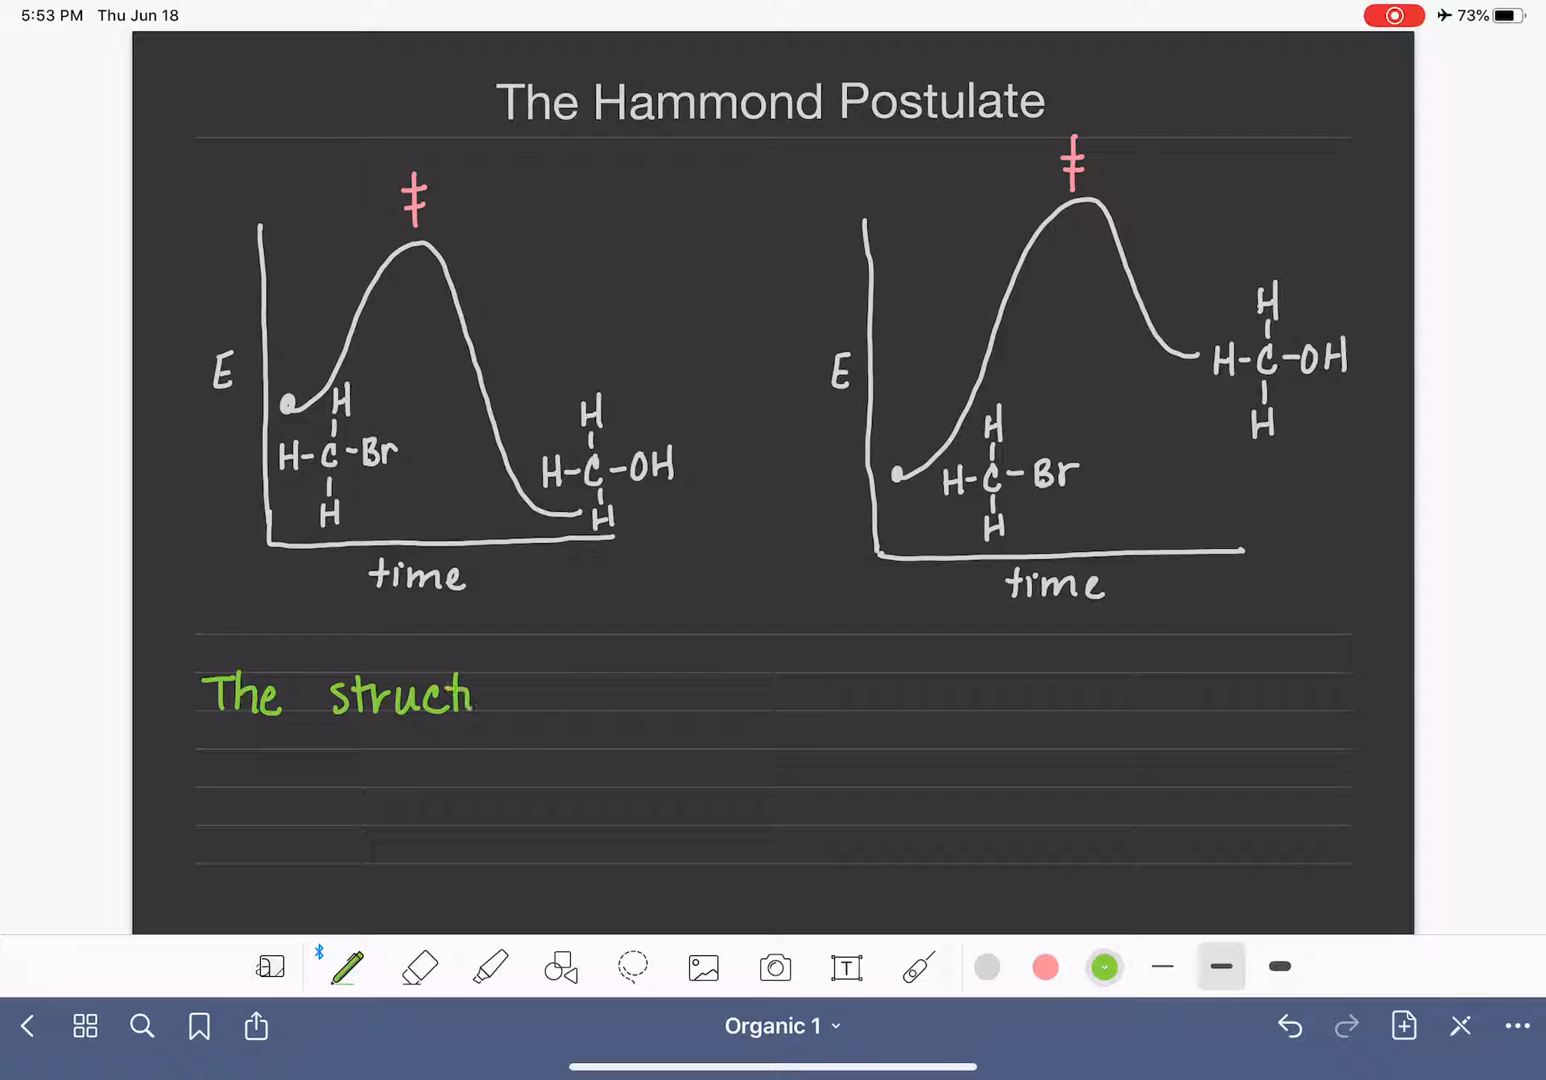 5:53 PM Thu Jun 18
73%
The Hammond Postulate
‡
‡
E
H
H-C-Br
H
H
H-C-OH
H
time
E
H
H-C-Br
H
H
H-C-OH
H
time
The struct
T
Organic 1